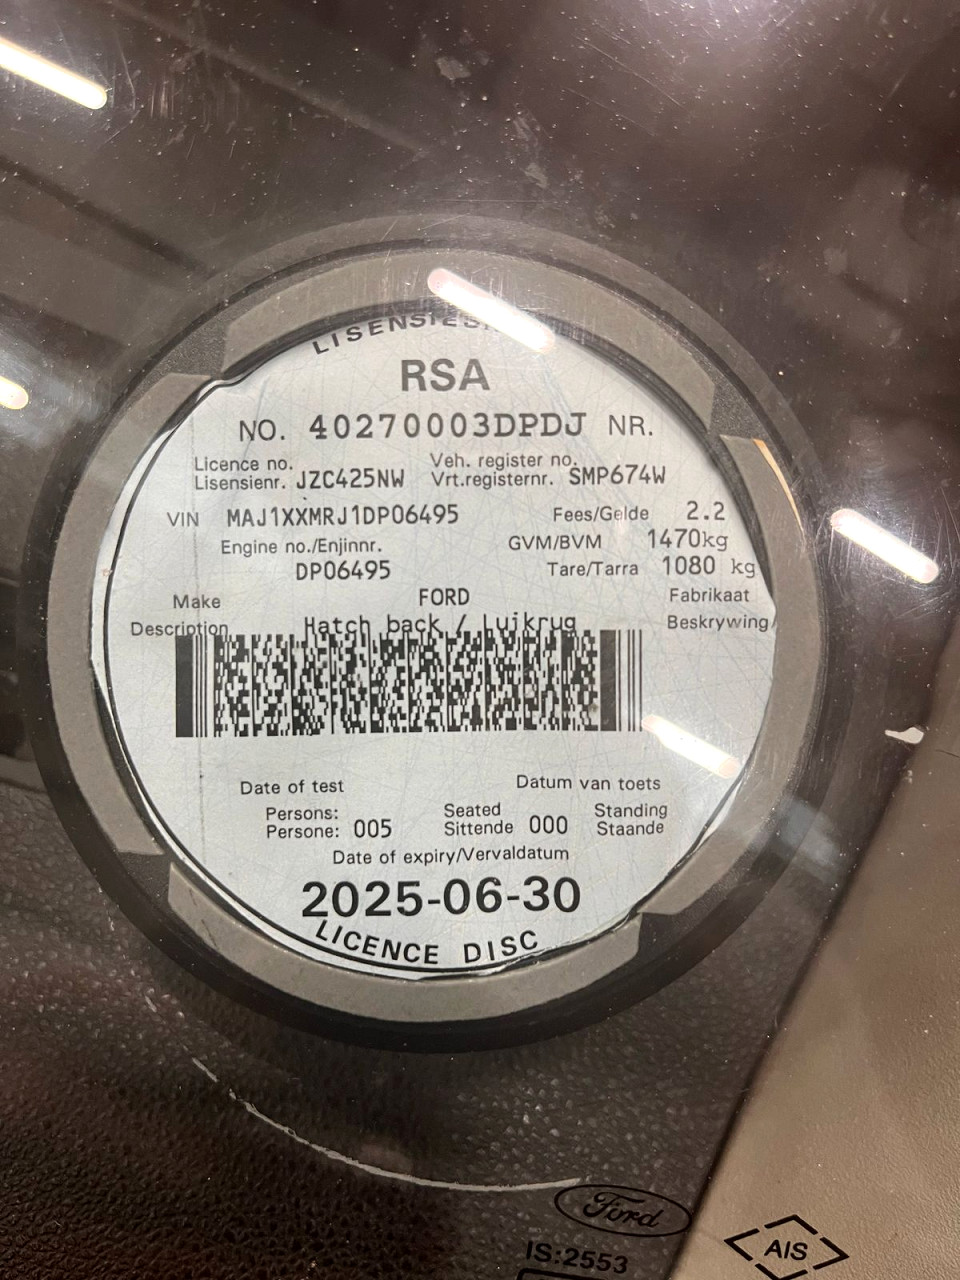 LISENSIES
RSA
NO. 40270003DPDJ NR.
Licence no. Veh. register no.
Lisensienr. JZC425NW Vrt.registernr. SMP674W
VIN MAJ1XXMRJ1DP06495 Fees/Gelde 2.2
Engine no./Enjinnr. GVM/BVM 1470kg
DP06495 Tare/Tarra 1080 kg
Make FORD Fabrikaat
Description Hatch back / Luikrug Beskrywing
Date of test Datum van toets
Persons: Seated Standing
Persone: 005 Sittende 000 Staande
Date of expiry/Vervaldatum
2025-06-30
LICENCE DISC
Ford
IS:2553
AIS